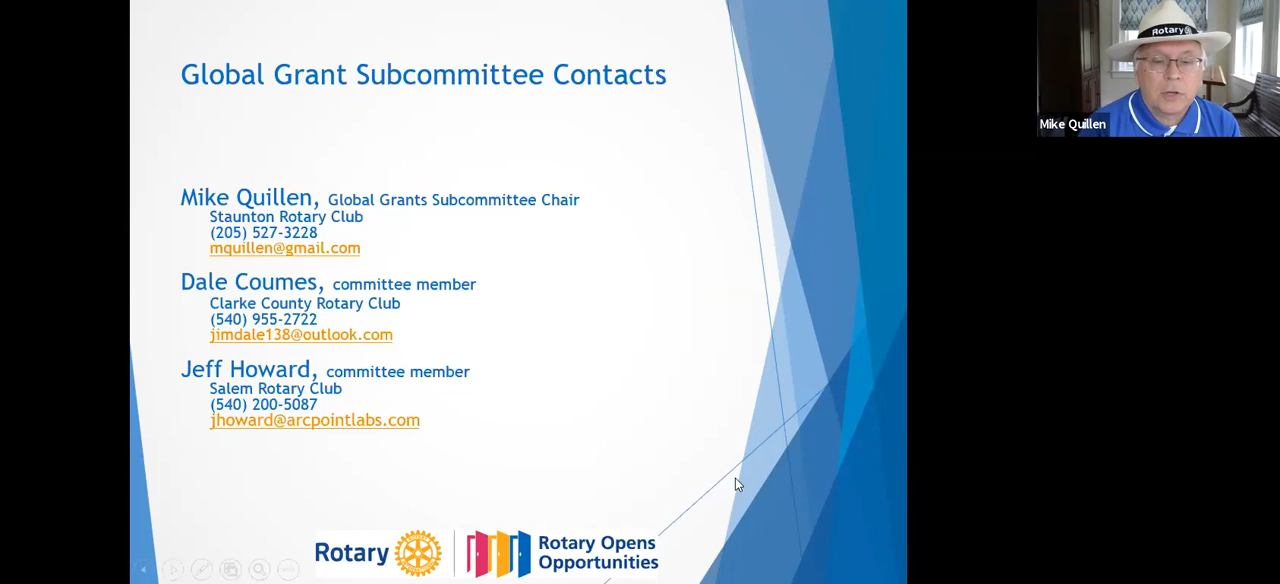 Global Grant Subcommittee Contacts
Mike Quillen, Global Grants Subcommittee Chair
Staunton Rotary Club
(205) 527-3228
mquillen@gmail.com
Dale Coumes, committee member
Clarke County Rotary Club
(540) 955-2722
jimdale138@outlook.com
Jeff Howard, committee member
Salem Rotary Club
(540) 200-5087
jhoward@arcpointlabs.com
Rotary
Rotary Opens
Opportunities
Rotary
Mike Quillen